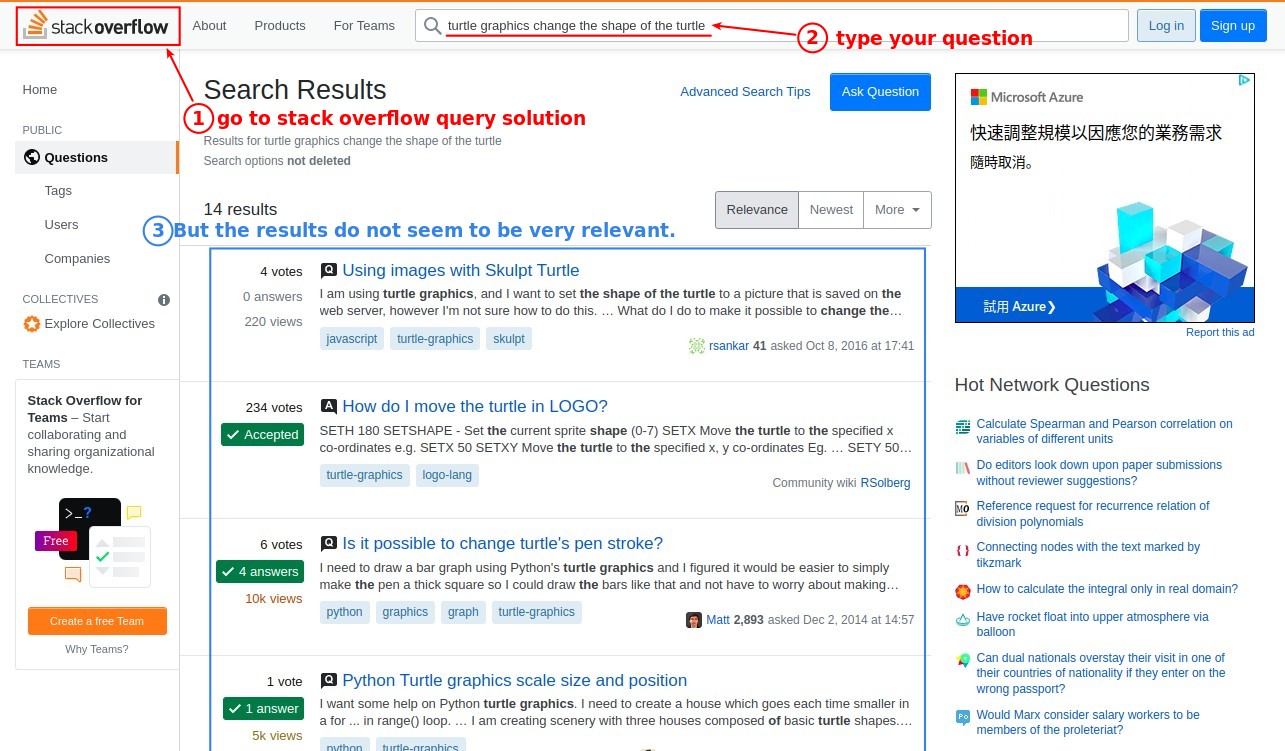 stack overflow
About
Products
For Teams
turtle graphics change the shape of the turtle
Log in
Sign up
2 type your question
Home
PUBLIC
Questions
Tags
Users
Companies
COLLECTIVES
Explore Collectives
TEAMS
Stack Overflow for
Teams – Start
collaborating and
sharing organizational
knowledge.
>_?
Free
Create a free Team
Why Teams?
Search Results
Advanced Search Tips
Ask Question
1 go to stack overflow query solution
Results for turtle graphics change the shape of the turtle
Search options not deleted
14 results
Relevance
Newest
More
3 But the results do not seem to be very relevant.
4 votes
0 answers
220 views
Q Using images with Skulpt Turtle
I am using turtle graphics, and I want to set the shape of the turtle to a picture that is saved on the
web server, however I'm not sure how to do this. … What do I do to make it possible to change the…
javascript
turtle-graphics
skulpt
rsankar 41 asked Oct 8, 2016 at 17:41
234 votes
Accepted
A How do I move the turtle in LOGO?
SETH 180 SETSHAPE - Set the current sprite shape (0-7) SETX Move the turtle to the specified x
co-ordinates e.g. SETX 50 SETXY Move the turtle to the specified x, y co-ordinates Eg. … SETY 50…
turtle-graphics
logo-lang
Community wiki RSolberg
6 votes
4 answers
10k views
Q Is it possible to change turtle's pen stroke?
I need to draw a bar graph using Python's turtle graphics and I figured it would be easier to simply
make the pen a thick square so I could draw the bars like that and not have to worry about making…
python
graphics
graph
turtle-graphics
Matt 2,893 asked Dec 2, 2014 at 14:57
1 vote
1 answer
5k views
Q Python Turtle graphics scale size and position
I want some help on Python turtle graphics. I need to create a house which goes each time smaller in
a for ... in range() loop. … I am creating scenery with three houses composed of basic turtle shapes.…
python
turtle-graphics
Microsoft Azure
快速調整規模以因應您的業務需求
隨時取消。
試用 Azure❯
Report this ad
Hot Network Questions
Calculate Spearman and Pearson correlation on
variables of different units
Do editors look down upon paper submissions
without reviewer suggestions?
MO Reference request for recurrence relation of
division polynomials
Connecting nodes with the text marked by
tikzmark
How to calculate the integral only in real domain?
Have rocket float into upper atmosphere via
balloon
Can dual nationals overstay their visit in one of
their countries of nationality if they enter on the
wrong passport?
Po Would Marx consider salary workers to be
members of the proleteriat?